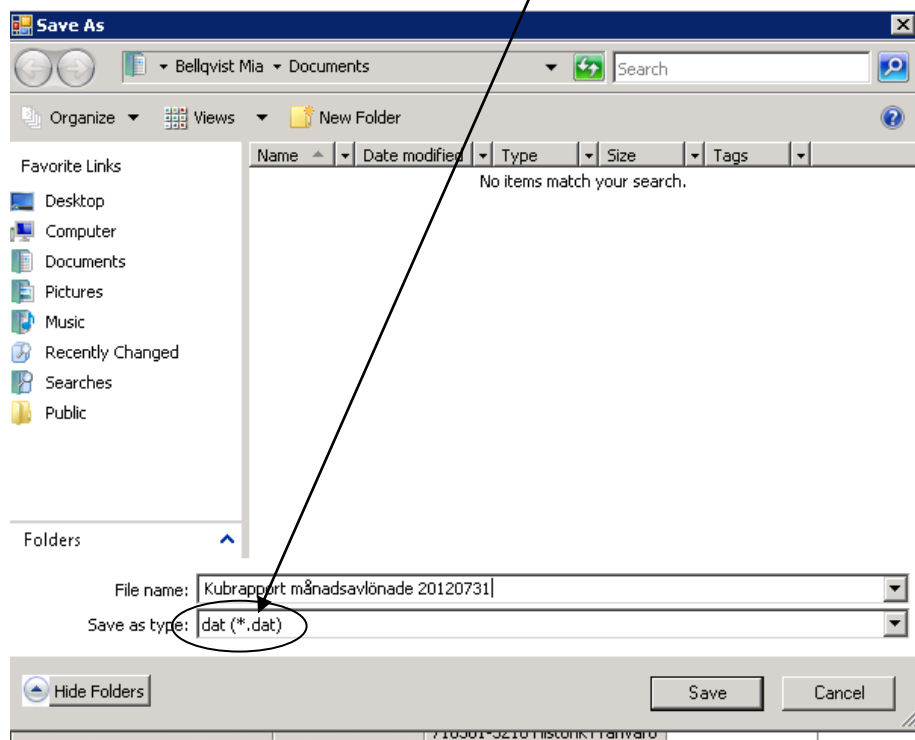 Save As
Bellqvist Mia Documents Search
Organize Views New Folder
Favorite Links
Desktop
Computer
Documents
Pictures
Music
Recently Changed
Searches
Public
Folders
Name Date modified Type Size Tags
No items match your search.
File name: Kubrapport månadsavlönade 20120731
Save as type: dat (*.dat)
Hide Folders Save Cancel